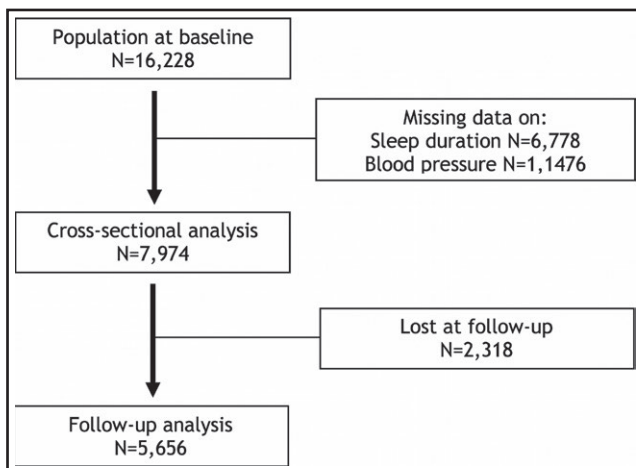 Population at baseline
N=16,228
Missing data on:
Sleep duration N=6,778
Blood pressure N=1,1476
Cross-sectional analysis
N=7,974
Lost at follow-up
N=2,318
Follow-up analysis
N=5,656